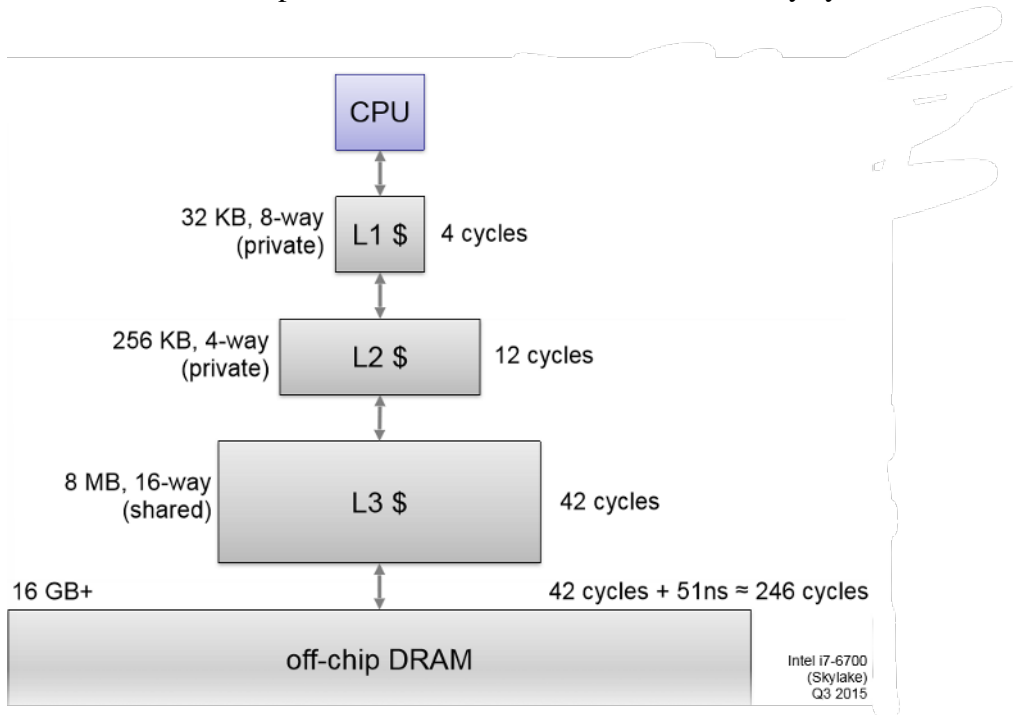 CPU
32 KB, 8-way
(private)
L1 $
4 cycles
256 KB, 4-way
(private)
L2 $
12 cycles
8 MB, 16-way
(shared)
L3 $
42 cycles
16 GB+
42 cycles + 51ns ≈ 246 cycles
off-chip DRAM
Intel i7-6700
(Skylake)
Q3 2015